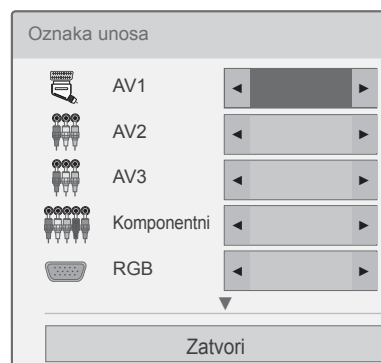 Oznaka unosa
AV1
AV2
AV3
Komponentni
RGB
Zatvori